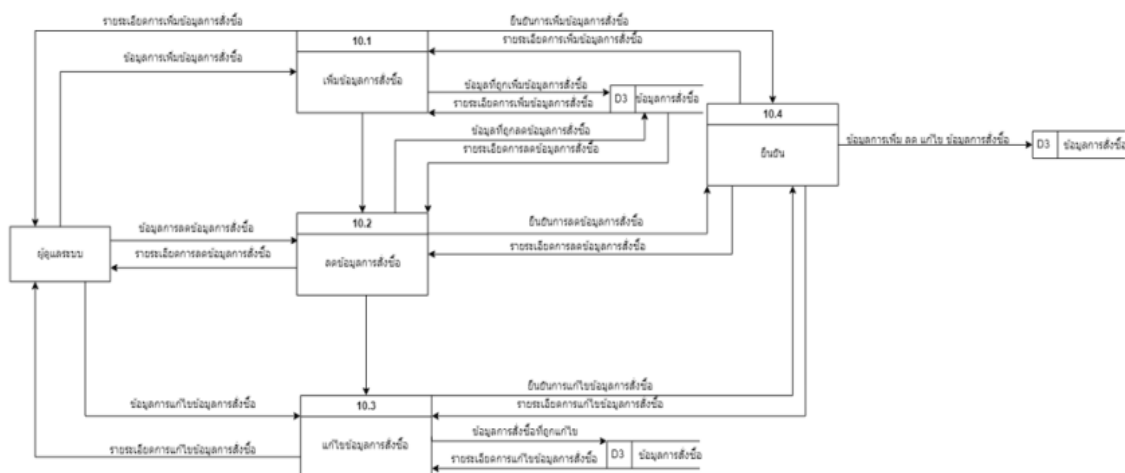 รายระเอียดการเพิ่มข้อมูลการสั่งซื้อ
ยืนยันการเพิ่มข้อมูลการสั่งซื้อ
10.1
รายระเอียดการเพิ่มข้อมูลการสั่งซื้อ
ข้อมูลการเพิ่มข้อมูลการสั่งซื้อ
เพิ่มข้อมูลการสั่งซื้อ
ข้อมูลที่ถูกเพิ่มข้อมูลการสั่งซื้อ
D3
ข้อมูลการสั่งซื้อ
รายระเอียดการเพิ่มข้อมูลการสั่งซื้อ
10.4
ข้อมูลที่ถูกลดข้อมูลการสั่งซื้อ
รายระเอียดการลดข้อมูลการสั่งซื้อ
ยืนยัน
ข้อมูลการเพิ่ม ลด แก้ไข ข้อมูลการสั่งซื้อ
D3
ข้อมูลการสั่งซื้อ
10.2
ยืนยันการลดข้อมูลการสั่งซื้อ
ข้อมูลการลดข้อมูลการสั่งซื้อ
รายระเอียดการลดข้อมูลการสั่งซื้อ
ผู้ดูแลระบบ
รายระเอียดการลดข้อมูลการสั่งซื้อ
ลดข้อมูลการสั่งซื้อ
ยืนยันการแก้ไขข้อมูลการสั่งซื้อ
10.3
ข้อมูลการแก้ไขข้อมูลการสั่งซื้อ
รายระเอียดการแก้ไขข้อมูลการสั่งซื้อ
ข้อมูลการสั่งซื้อที่ถูกแก้ไข
แก้ไขข้อมูลการสั่งซื้อ
รายระเอียดการแก้ไขข้อมูลการสั่งซื้อ
รายระเอียดการแก้ไขข้อมูลการสั่งซื้อ
D3
ข้อมูลการสั่งซื้อ